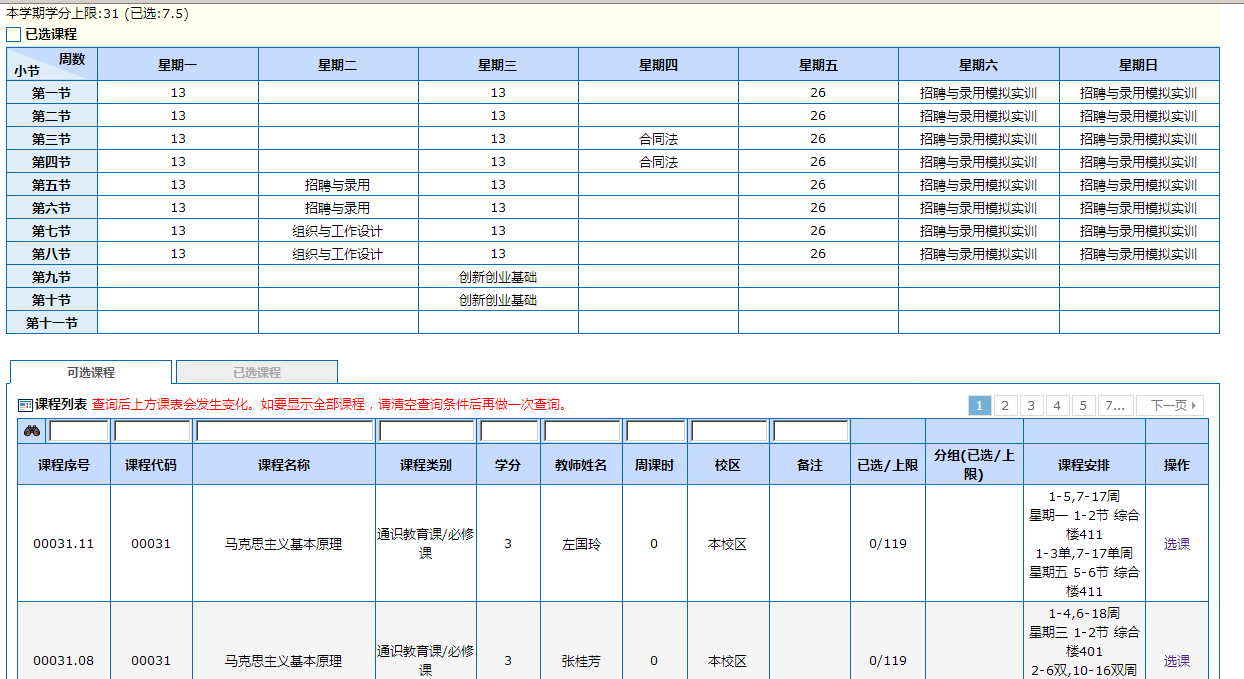 本学期学分上限:31 (已选:7.5)
已选课程
周数
小节 星期一 星期二 星期三 星期四 星期五 星期六 星期日
第一节 13 13 26 招聘与录用模拟实训 招聘与录用模拟实训
第二节 13 13 26 招聘与录用模拟实训 招聘与录用模拟实训
第三节 13 13 合同法 26 招聘与录用模拟实训 招聘与录用模拟实训
第四节 13 13 合同法 26 招聘与录用模拟实训 招聘与录用模拟实训
第五节 13 招聘与录用 13 26 招聘与录用模拟实训 招聘与录用模拟实训
第六节 13 招聘与录用 13 26 招聘与录用模拟实训 招聘与录用模拟实训
第七节 13 组织与工作设计 13 26 招聘与录用模拟实训 招聘与录用模拟实训
第八节 13 组织与工作设计 13 26 招聘与录用模拟实训 招聘与录用模拟实训
第九节 创新创业基础
第十节 创新创业基础
第十一节
可选课程 已选课程
课程列表 查询后上方课表会发生变化。如要显示全部课程，请清空查询条件后再做一次查询。 1 2 3 4 5 7... 下一页
课程序号 课程代码 课程名称 课程类别 学分 教师姓名 周课时 校区 备注 已选/上限 分组(已选/上限) 课程安排 操作
00031.11 00031 马克思主义基本原理 通识教育课/必修课 3 左国玲 0 本校区 0/119 1-5,7-17周
星期一 1-2节 综合
楼411
1-3单,7-17单周
星期五 5-6节 综合
楼411 选课
00031.08 00031 马克思主义基本原理 通识教育课/必修课 3 张桂芳 0 本校区 0/119 1-4,6-18周
星期三 1-2节 综合
楼401
2-6双,10-16双周 选课